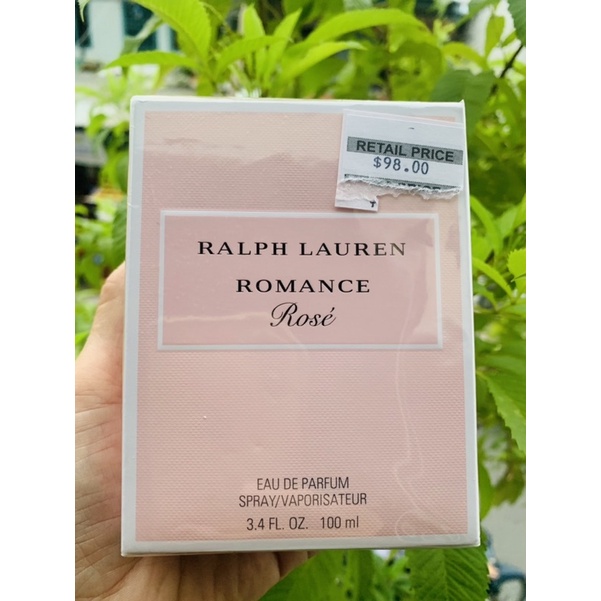 RETAIL PRICE
$98.00
RALPH LAUREN
ROMANCE
Rosé
EAU DE PARFUM
SPRAY/VAPORISATEUR
3.4 FL. OZ. 100 ml